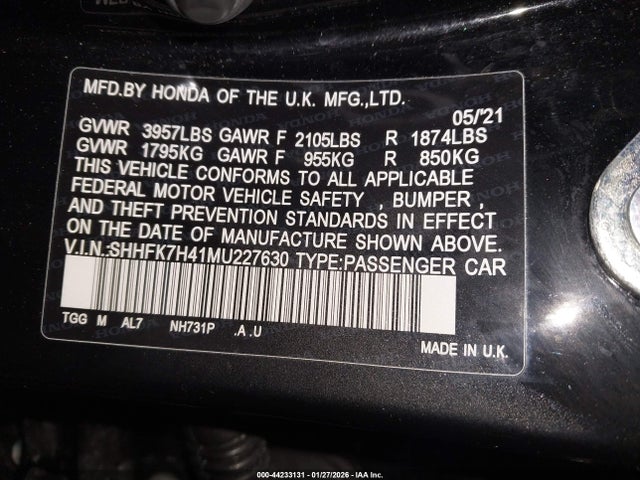 MFD.BY HONDA OF THE U.K. MFG.,LTD.
05/'21
GVWR 3957LBS GAWR F 2105LBS R 1874LBS
GVWR 1795KG GAWR F 955KG R 850KG
THIS VEHICLE CONFORMS TO ALL APPLICABLE
FEDERAL MOTOR VEHICLE SAFETY , BUMPER ,
AND THEFT PREVENTION STANDARDS IN EFFECT
ON THE DATE OF MANUFACTURE SHOWN ABOVE.
V.I.N.:SHHFK7H41MU227630 TYPE:PASSENGER CAR
TGG M AL7 NH731P .A.U
MADE IN U.K.
000-44233131 - 01/27/2026 - IAA Inc.